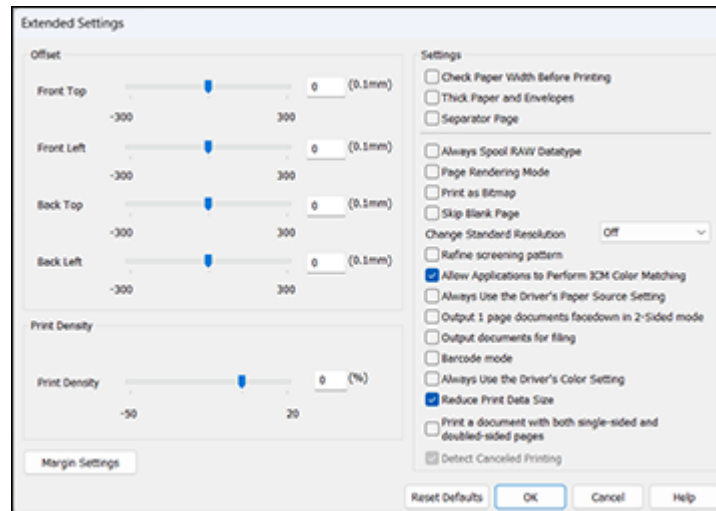 Extended Settings
Offset
Front Top
0 (0.1mm)
-300 300
Front Left
0 (0.1mm)
-300 300
Back Top
0 (0.1mm)
-300 300
Back Left
0 (0.1mm)
-300 300
Print Density
Print Density
0 (%)
-50 20
Margin Settings
Settings
Check Paper Width Before Printing
Thick Paper and Envelopes
Separator Page
Always Spool RAW Datatype
Page Rendering Mode
Print as Bitmap
Skip Blank Page
Change Standard Resolution Off
Refine screening pattern
Allow Applications to Perform ICM Color Matching
Always Use the Driver's Paper Source Setting
Output 1 page documents facedown in 2-Sided mode
Output documents for filing
Barcode mode
Always Use the Driver's Color Setting
Reduce Print Data Size
Print a document with both single-sided and
doubled-sided pages
Detect Canceled Printing
Reset Defaults OK Cancel Help